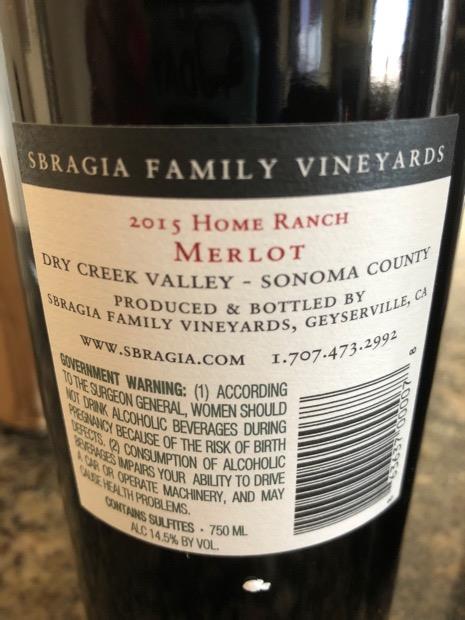 SBRAGIA FAMILY VINEYARDS
2015 HOME RANCH
MERLOT
DRY CREEK VALLEY - SONOMA COUNTY
PRODUCED & BOTTLED BY
SBRAGIA FAMILY VINEYARDS, GEYSERVILLE, CA
WWW.SBRAGIA.COM 1.707.473.2992
GOVERNMENT WARNING: (1) ACCORDING
TO THE SURGEON GENERAL, WOMEN SHOULD
NOT DRINK ALCOHOLIC BEVERAGES DURING
PREGNANCY BECAUSE OF THE RISK OF BIRTH
DEFECTS. (2) CONSUMPTION OF ALCOHOLIC
BEVERAGES IMPAIRS YOUR ABILITY TO DRIVE
A CAR OR OPERATE MACHINERY, AND MAY
CAUSE HEALTH PROBLEMS.
CONTAINS SULFITES · 750 ML
ALC 14.5% BY VOL.